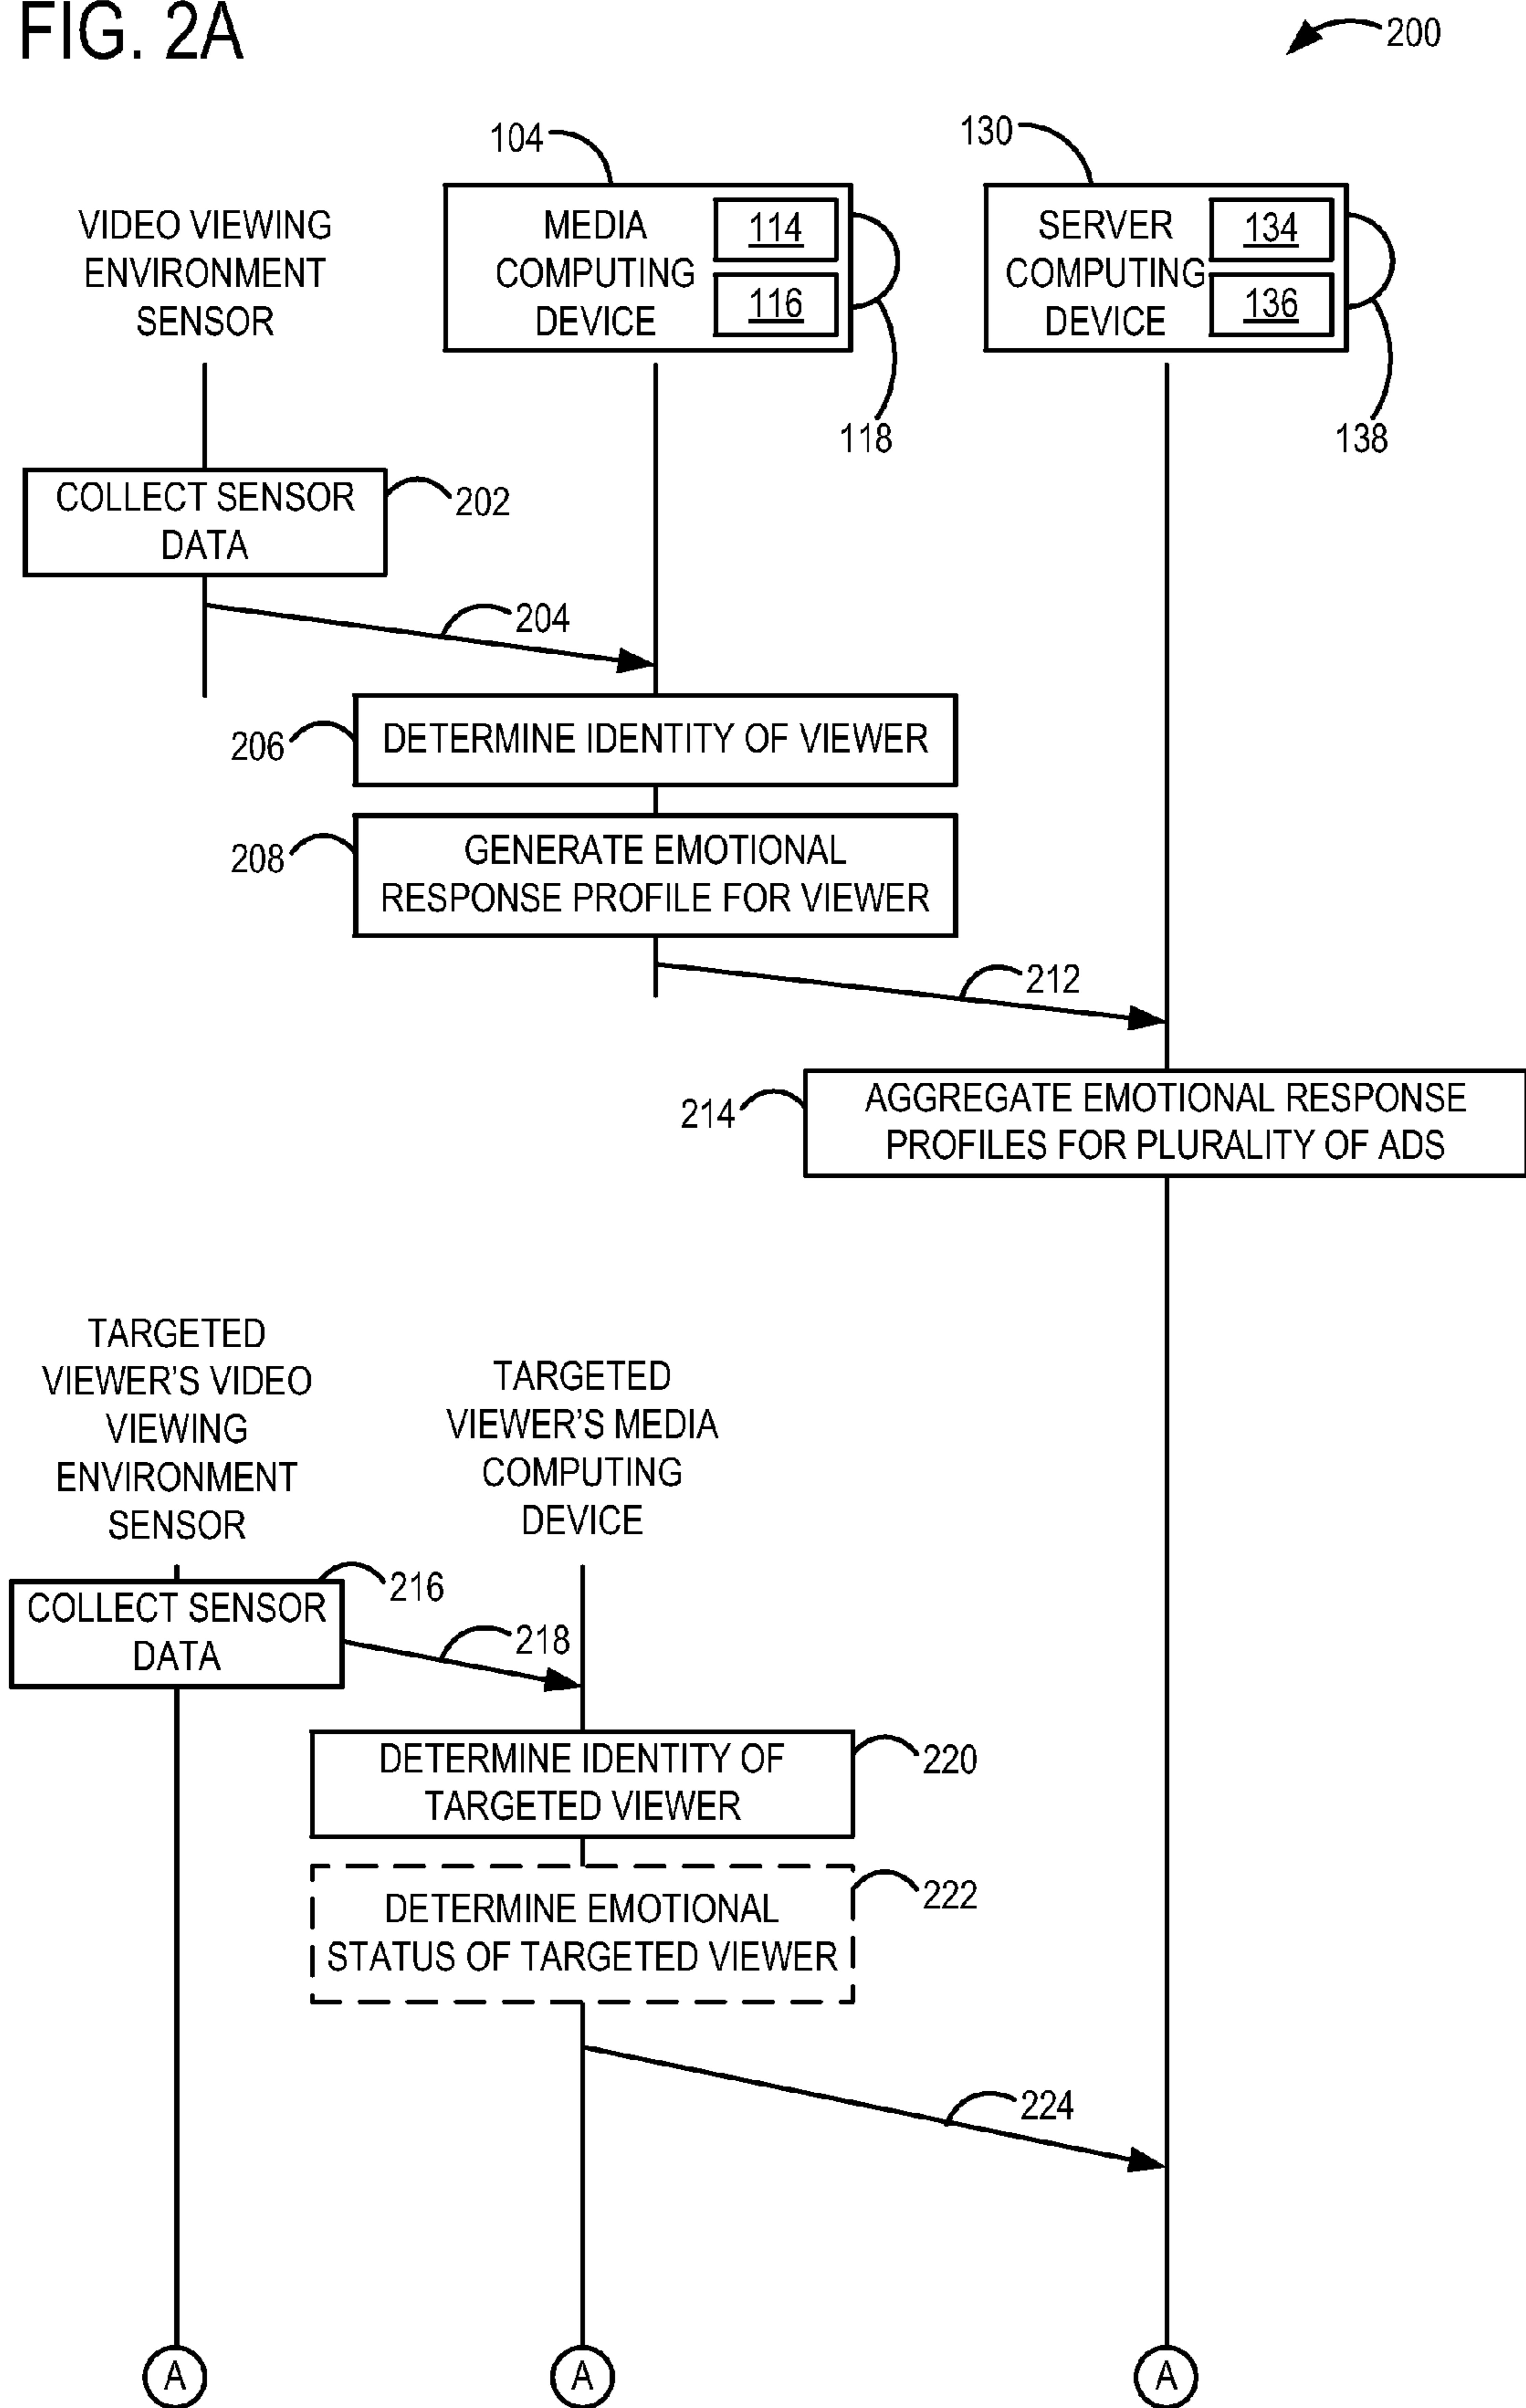 FIG. 2A
200
104
130
VIDEO VIEWING
ENVIRONMENT
SENSOR
MEDIA
COMPUTING
DEVICE
114
116
SERVER
COMPUTING
DEVICE
134
136
118
138
COLLECT SENSOR
DATA
202
204
206
DETERMINE IDENTITY OF VIEWER
208
GENERATE EMOTIONAL
RESPONSE PROFILE FOR VIEWER
212
214
AGGREGATE EMOTIONAL RESPONSE
PROFILES FOR PLURALITY OF ADS
TARGETED
VIEWER'S VIDEO
VIEWING
ENVIRONMENT
SENSOR
TARGETED
VIEWER'S MEDIA
COMPUTING
DEVICE
COLLECT SENSOR
DATA
216
218
DETERMINE IDENTITY OF
TARGETED VIEWER
220
DETERMINE EMOTIONAL
STATUS OF TARGETED VIEWER
222
224
A
A
A